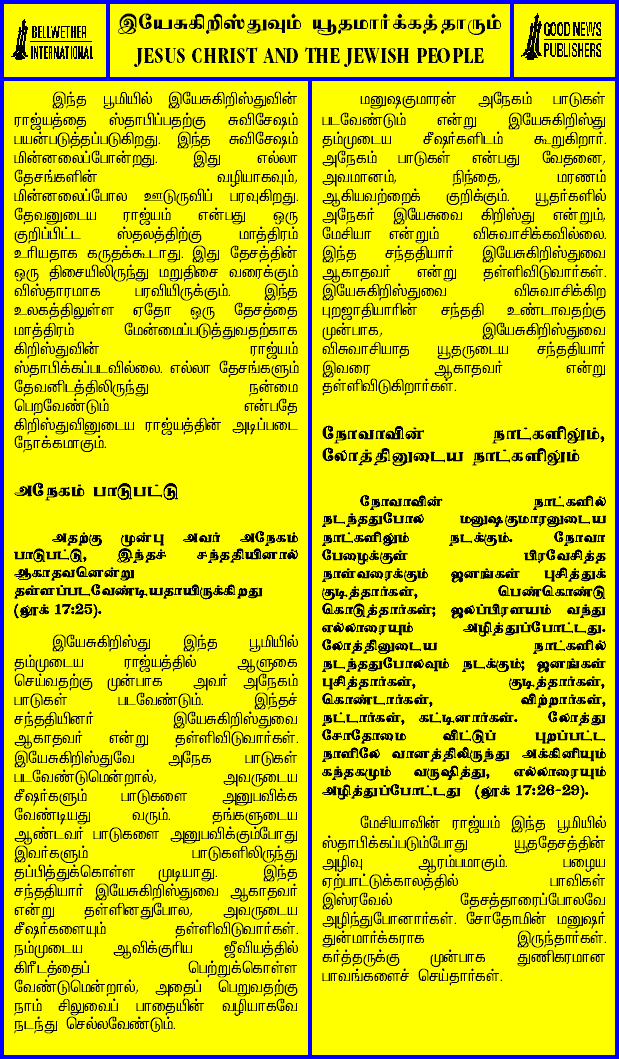 BELLWETHER
INTERNATIONAL
இயேசுகிறிஸ்துவும் யூதமார்க்கத்தாரும்
JESUS CHRIST AND THE JEWISH PEOPLE
GOOD NEWS
PUBLISHERS
இந்த பூமியில் இயேசுகிறிஸ்துவின்
ராஜ்யத்தை ஸ்தாபிப்பதற்கு சுவிசேஷம்
பயன்படுத்தப்படுகிறது. இந்த சுவிசேஷம்
மின்னலைப்போன்றது. இது எல்லா
தேசங்களின் வழியாகவும்,
மின்னலைப்போல ஊடுருவிப் பரவுகிறது.
தேவனுடைய ராஜ்யம் என்பது ஒரு
குறிப்பிட்ட ஸ்தலத்திற்கு மாத்திரம்
உரியதாக கருதக்கூடாது. இது தேசத்தின்
ஒரு திசையிலிருந்து மறுதிசை வரைக்கும்
விஸ்தாரமாக பரவியிருக்கும். இந்த
உலகத்திலுள்ள ஏதோ ஒரு தேசத்தை
மாத்திரம் மேன்மைப்படுத்துவதற்காக
கிறிஸ்துவின் ராஜ்யம்
ஸ்தாபிக்கப்படவில்லை. எல்லா தேசங்களும்
தேவனிடத்திலிருந்து நன்மை
பெறவேண்டும் என்பதே
கிறிஸ்துவினுடைய ராஜ்யத்தின் அடிப்படை
நோக்கமாகும்.
அநேகம் பாடுபட்டு
அதற்கு முன்பு அவர் அநேகம்
பாடுபட்டு, இந்தச் சந்ததியினால்
ஆகாதவனென்று
தள்ளப்படவேண்டியதாயிருக்கிறது
(லூக் 17:25).
இயேசுகிறிஸ்து இந்த பூமியில்
தம்முடைய ராஜ்யத்தில் ஆளுகை
செய்வதற்கு முன்பாக அவர் அநேகம்
பாடுகள் படவேண்டும். இந்தச்
சந்ததியினர் இயேசுகிறிஸ்துவை
ஆகாதவர் என்று தள்ளிவிடுவார்கள்.
இயேசுகிறிஸ்துவே அநேக பாடுகள்
படவேண்டுமென்றால், அவருடைய
சீஷர்களும் பாடுகளை அனுபவிக்க
வேண்டியது வரும். தங்களுடைய
ஆண்டவர் பாடுகளை அனுபவிக்கும்போது
இவர்களும் பாடுகளிலிருந்து
தப்பித்துக்கொள்ள முடியாது. இந்த
சந்ததியார் இயேசுகிறிஸ்துவை ஆகாதவர்
என்று தள்ளினதுபோல, அவருடைய
சீஷர்களையும் தள்ளிவிடுவார்கள்.
நம்முடைய ஆவிக்குரிய ஜீவியத்தில்
கிரீடத்தைப் பெற்றுக்கொள்ள
வேண்டுமென்றால், அதைப் பெறுவதற்கு
நாம் சிலுவைப் பாதையின் வழியாகவே
நடந்து செல்லவேண்டும்.
மனுஷகுமாரன் அநேகம் பாடுகள்
படவேண்டும் என்று இயேசுகிறிஸ்து
தம்முடைய சீஷர்களிடம் கூறுகிறார்.
அநேகம் பாடுகள் என்பது வேதனை,
அவமானம், நிந்தை, மரணம்
ஆகியவற்றைக் குறிக்கும். யூதர்களில்
அநேகர் இயேசுவை கிறிஸ்து என்றும்,
மேசியா என்றும் விசுவாசிக்கவில்லை.
இந்த சந்ததியார் இயேசுகிறிஸ்துவை
ஆகாதவர் என்று தள்ளிவிடுவார்கள்.
இயேசுகிறிஸ்துவை விசுவாசிக்கிற
புறஜாதியாரின் சந்ததி உண்டாவதற்கு
முன்பாக, இயேசுகிறிஸ்துவை
விசுவாசியாத யூதருடைய சந்ததியார்
இவரை ஆகாதவர் என்று
தள்ளிவிடுகிறார்கள்.
நோவாவின் நாட்களிலும்,
லோத்தினுடைய நாட்களிலும்
நோவாவின் நாட்களில்
நடந்ததுபோல மனுஷகுமாரனுடைய
நாட்களிலும் நடக்கும். நோவா
பேழைக்குள் பிரவேசித்த
நாள்வரைக்கும் ஜனங்கள் புசித்துக்
குடித்தார்கள், பெண்கொண்டு
கொடுத்தார்கள்; ஜலப்பிரளயம் வந்து
எல்லாரையும் அழித்துப்போட்டது.
லோத்தினுடைய நாட்களில்
நடந்ததுபோலவும் நடக்கும்; ஜனங்கள்
புசித்தார்கள், குடித்தார்கள்,
கொண்டார்கள், விற்றார்கள்,
நட்டார்கள், கட்டினார்கள். லோத்து
சோதோமை விட்டுப் புறப்பட்ட
நாளிலே வானத்திலிருந்து அக்கினியும்
கந்தகமும் வருஷித்து, எல்லாரையும்
அழித்துப்போட்டது (லூக் 17:26-29).
மேசியாவின் ராஜ்யம் இந்த பூமியில்
ஸ்தாபிக்கப்படும்போது யூததேசத்தின்
அழிவு ஆரம்பமாகும். பழைய
ஏற்பாட்டுக்காலத்தில் பாவிகள்
இஸ்ரவேல் தேசத்தாரைப்போலவே
அழிந்துபோனார்கள். சோதோமின் மனுஷர்
துன்மார்க்கராக இருந்தார்கள்.
கர்த்தருக்கு முன்பாக துணிகரமான
பாவங்களைச் செய்தார்கள்.